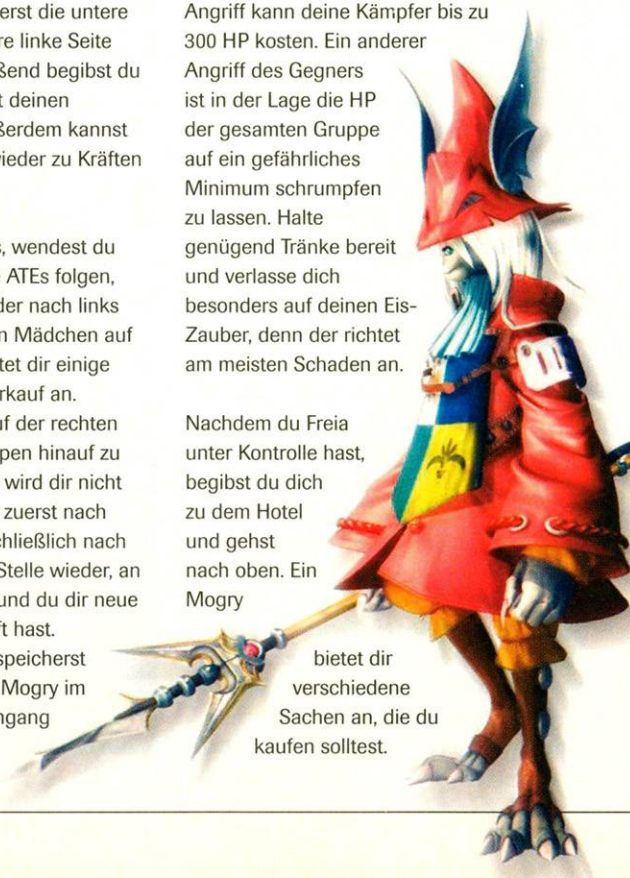 erst die untere
re linke Seite
ßend begibst du
t deinen
ßerdem kannst
wieder zu Kräften
s, wendest du
e ATEs folgen,
der nach links
n Mädchen auf
tet dir einige
rkauf an.
uf der rechten
pen hinauf zu
wird dir nicht
zuerst nach
chließlich nach
Stelle wieder, an
und du dir neue
ft hast.
speicherst
Mogry im
ngang
Angriff kann deine Kämpfer bis zu
300 HP kosten. Ein anderer
Angriff des Gegners
ist in der Lage die HP
der gesamten Gruppe
auf ein gefährliches
Minimum schrumpfen
zu lassen. Halte
genügend Tränke bereit
und verlasse dich
besonders auf deinen Eis-
Zauber, denn der richtet
am meisten Schaden an.
Nachdem du Freia
unter Kontrolle hast,
begibst du dich
zu dem Hotel
und gehst
nach oben. Ein
Mogry
bietet dir
verschiedene
Sachen an, die du
kaufen solltest.